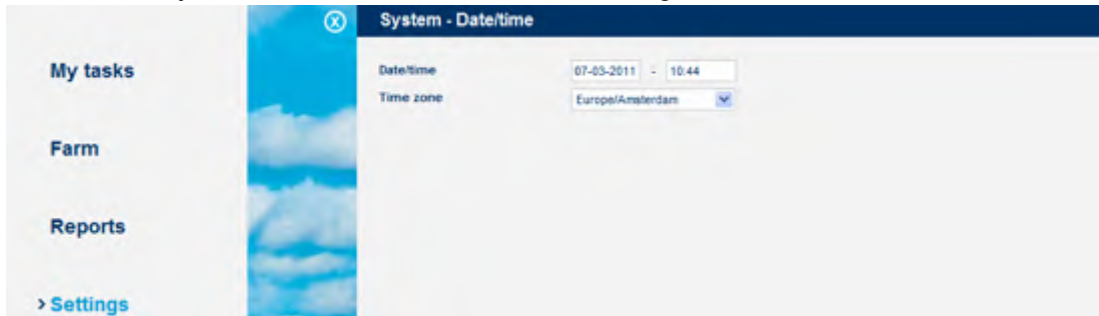 System - Date/time
My tasks
Date/time 07-03-2011 - 10:44
Time zone Europe/Amsterdam
Farm
Reports
> Settings